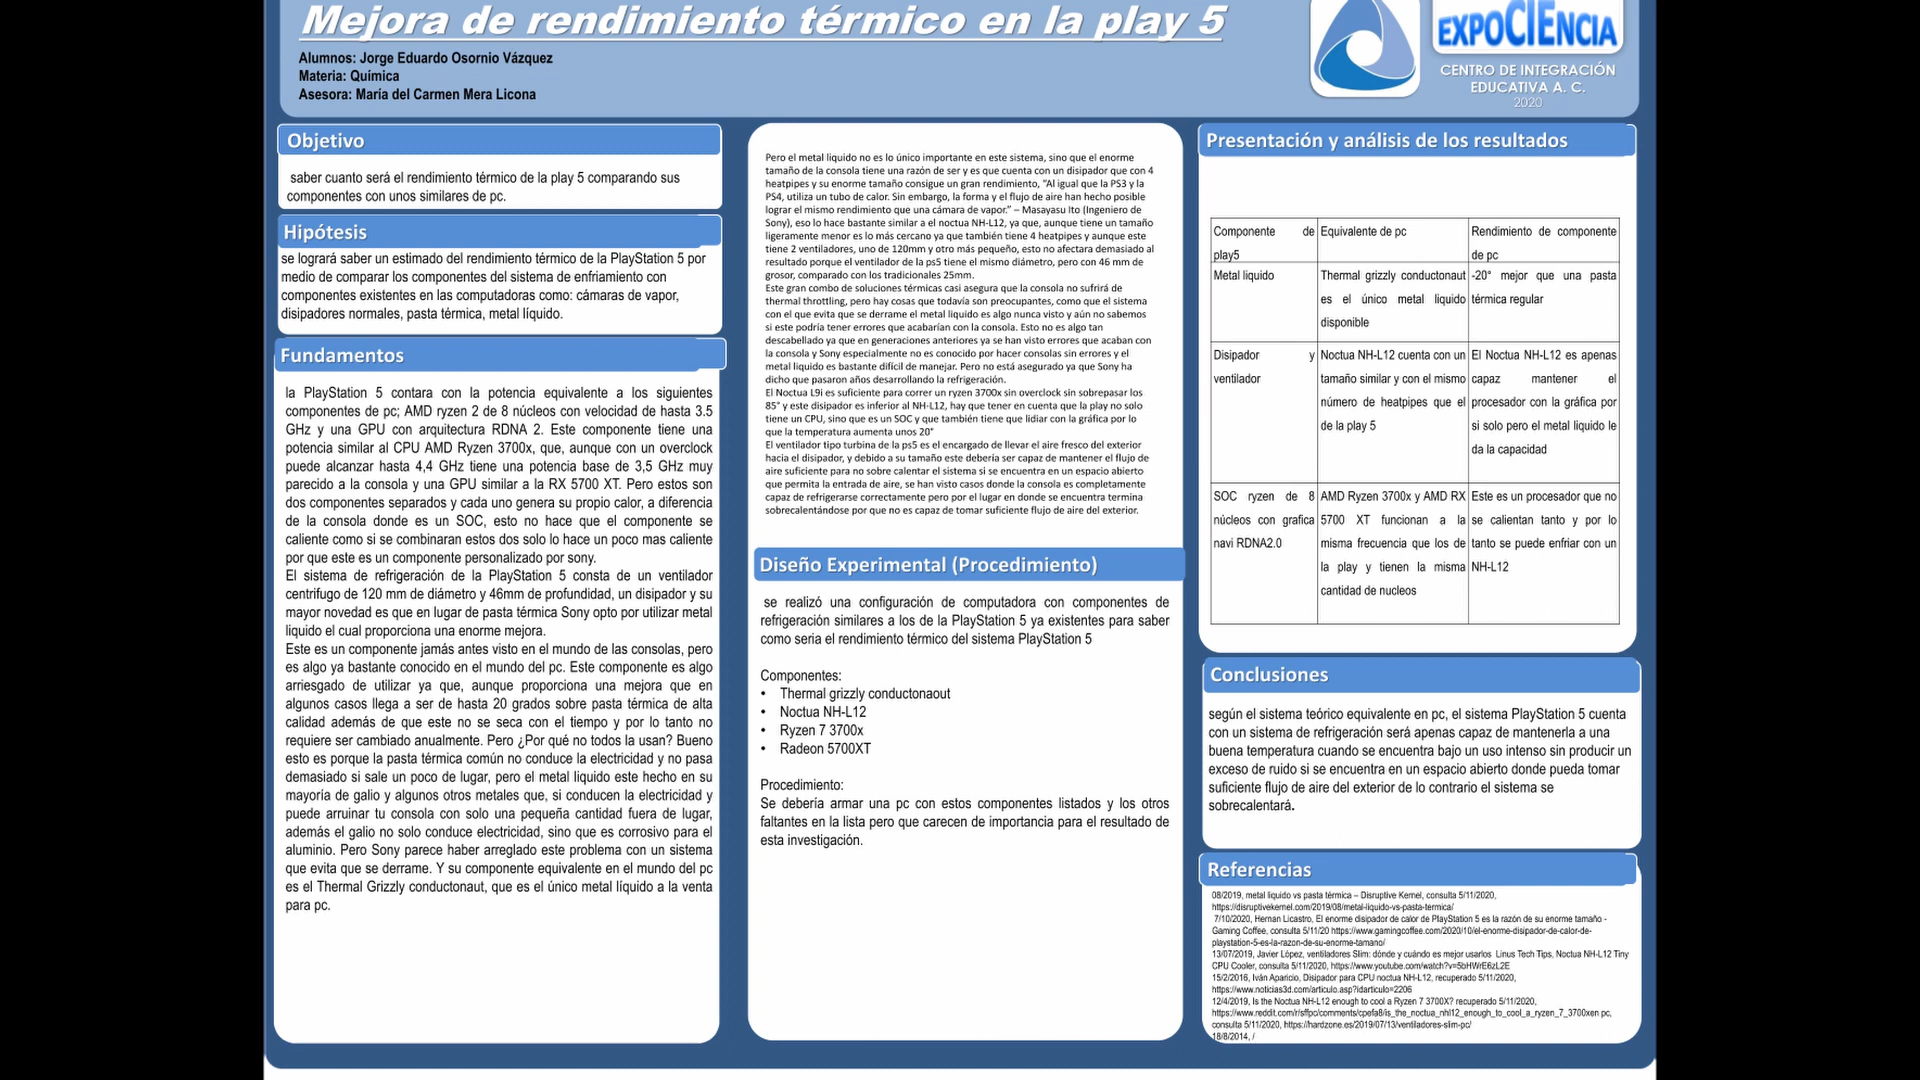 Mejora de rendimiento térmico en la play 5
Alumnos: Jorge Eduardo Osornio Vázquez
Materia: Química
Asesora: María del Carmen Mera Licona
EXPOCIENCIA
CENTRO DE INTEGRACIÓN
EDUCATIVA A. C.
2020
Objetivo
saber cuanto será el rendimiento térmico de la play 5 comparando sus
componentes con unos similares de pc.
Hipótesis
se logrará saber un estimado del rendimiento térmico de la PlayStation 5 por
medio de comparar los componentes del sistema de enfriamiento con
componentes existentes en las computadoras como: cámaras de vapor,
disipadores normales, pasta térmica, metal líquido.
Fundamentos
la PlayStation 5 contara con la potencia equivalente a los siguientes
componentes de pc; AMD ryzen 2 de 8 núcleos con velocidad de hasta 3.5
GHz y una GPU con arquitectura RDNA 2. Este componente tiene una
potencia similar al CPU AMD Ryzen 3700x, que, aunque con un overclock
puede alcanzar hasta 4,4 GHz tiene una potencia base de 3,5 GHz muy
parecido a la consola y una GPU similar a la RX 5700 XT. Pero estos son
dos componentes separados y cada uno genera su propio calor, a diferencia
de la consola donde es un SOC, esto no hace que el componente se
caliente como si se combinaran estos dos solo lo hace un poco mas caliente
por que este es un componente personalizado por sony.
El sistema de refrigeración de la PlayStation 5 consta de un ventilador
centrifugo de 120 mm de diámetro y 46mm de profundidad, un disipador y su
mayor novedad es que en lugar de pasta térmica Sony opto por utilizar metal
liquido el cual proporciona una enorme mejora.
Este es un componente jamás antes visto en el mundo de las consolas, pero
es algo ya bastante conocido en el mundo del pc. Este componente es algo
arriesgado de utilizar ya que, aunque proporciona una mejora que en
algunos casos llega a ser de hasta 20 grados sobre pasta térmica de alta
calidad además de que este no se seca con el tiempo y por lo tanto no
requiere ser cambiado anualmente. Pero ¿Por qué no todos la usan? Bueno
esto es porque la pasta térmica común no conduce la electricidad y no pasa
demasiado si sale un poco de lugar, pero el metal liquido este hecho en su
mayoría de galio y algunos otros metales que, si conducen la electricidad y
puede arruinar tu consola con solo una pequeña cantidad fuera de lugar,
además el galio no solo conduce electricidad, sino que es corrosivo para el
aluminio. Pero Sony parece haber arreglado este problema con un sistema
que evita que se derrame. Y su componente equivalente en el mundo del pc
es el Thermal Grizzly conductonaut, que es el único metal líquido a la venta
para pc.
Pero el metal liquido no es lo único importante en este sistema, sino que el enorme
tamaño de la consola tiene una razón de ser y es que cuenta con un disipador que con 4
heatpipes y su enorme tamaño consigue un gran rendimiento, "Al igual que la PS3 y la
PS4, utiliza un tubo de calor. Sin embargo, la forma y el flujo de aire han hecho posible
lograr el mismo rendimiento que una cámara de vapor." – Masayasu Ito (Ingeniero de
Sony), eso lo hace bastante similar a el noctua NH-L12, ya que, aunque tiene un tamaño
ligeramente menor es lo más cercano ya que también tiene 4 heatpipes y aunque este
tiene 2 ventiladores, uno de 120mm y otro más pequeño, esto no afectara demasiado al
resultado porque el ventilador de la ps5 tiene el mismo diámetro, pero con 46 mm de
grosor, comparado con los tradicionales 25mm.
Este gran combo de soluciones térmicas casi asegura que la consola no sufrirá de
thermal throttling, pero hay cosas que todavía son preocupantes, como que el sistema
con el que evita que se derrame el metal liquido es algo nunca visto y aún no sabemos
si este podría tener errores que acabarían con la consola. Esto no es algo tan
descabellado ya que en generaciones anteriores ya se han visto errores que acaban con
la consola y Sony especialmente no es conocido por hacer consolas sin errores y el
metal liquido es bastante difícil de manejar. Pero no está asegurado ya que Sony ha
dicho que pasaron años desarrollando la refrigeración.
El Noctua L9i es suficiente para correr un ryzen 3700x sin overclock sin sobrepasar los
85° y este disipador es inferior al NH-L12, hay que tener en cuenta que la play no solo
tiene un CPU, sino que es un SOC y que también tiene que lidiar con la gráfica por lo
que la temperatura aumenta unos 20°
El ventilador tipo turbina de la ps5 es el encargado de llevar el aire fresco del exterior
hacia el disipador, y debido a su tamaño este debería ser capaz de mantener el flujo de
aire suficiente para no sobre calentar el sistema si se encuentra en un espacio abierto
que permita la entrada de aire, se han visto casos donde la consola es completamente
capaz de refrigerarse correctamente pero por el lugar en donde se encuentra termina
sobrecalentándose por que no es capaz de tomar suficiente flujo de aire del exterior.
Diseño Experimental (Procedimiento)
se realizó una configuración de computadora con componentes de
refrigeración similares a los de la PlayStation 5 ya existentes para saber
como seria el rendimiento térmico del sistema PlayStation 5
Componentes:
• Thermal grizzly conductonaout
• Noctua NH-L12
• Ryzen 7 3700x
• Radeon 5700XT
Procedimiento:
Se debería armar una pc con estos componentes listados y los otros
faltantes en la lista pero que carecen de importancia para el resultado de
esta investigación.
Presentación y análisis de los resultados
Componente de
play5
Equivalente de pc
Rendimiento de componente
de pc
Metal liquido
Thermal grizzly conductonaut
es el único metal liquido
disponible
-20° mejor que una pasta
térmica regular
Disipador y
ventilador
Noctua NH-L12 cuenta con un
tamaño similar y con el mismo
número de heatpipes que el
de la play 5
El Noctua NH-L12 es apenas
capaz mantener el
procesador con la gráfica por
si solo pero el metal liquido le
da la capacidad
SOC ryzen de 8
núcleos con grafica
navi RDNA2.0
AMD Ryzen 3700x y AMD RX
5700 XT funcionan a la
misma frecuencia que los de
la play y tienen la misma
cantidad de nucleos
Este es un procesador que no
se calientan tanto y por lo
tanto se puede enfriar con un
NH-L12
Conclusiones
según el sistema teórico equivalente en pc, el sistema PlayStation 5 cuenta
con un sistema de refrigeración será apenas capaz de mantenerla a una
buena temperatura cuando se encuentra bajo un uso intenso sin producir un
exceso de ruido si se encuentra en un espacio abierto donde pueda tomar
suficiente flujo de aire del exterior de lo contrario el sistema se
sobrecalentará.
Referencias
08/2019, metal liquido vs pasta térmica – Disruptive Kernel, consulta 5/11/2020,
https://disruptivekernel.com/2019/08/metal-liquido-vs-pasta-termica/
7/10/2020, Hernan Licastro, El enorme disipador de calor de PlayStation 5 es la razón de su enorme tamaño -
Gaming Coffee, consulta 5/11/20 https://www.gamingcoffee.com/2020/10/el-enorme-disipador-de-calor-de-
playstation-5-es-la-razon-de-su-enorme-tamano/
13/07/2019, Javier López, ventiladores Slim: dónde y cuándo es mejor usarlos Linus Tech Tips, Noctua NH-L12 Tiny
CPU Cooler, consulta 5/11/2020, https://www.youtube.com/watch?v=5bHWrE6zL2E
15/2/2016, Iván Aparicio, Disipador para CPU noctua NH-L12, recuperado 5/11/2020,
https://www.noticias3d.com/articulo.asp?idarticulo=2206
12/4/2019, Is the Noctua NH-L12 enough to cool a Ryzen 7 3700X? recuperado 5/11/2020,
https://www.reddit.com/r/sffpc/comments/cpefa8/is_the_noctua_nhl12_enough_to_cool_a_ryzen_7_3700xen pc,
consulta 5/11/2020, https://hardzone.es/2019/07/13/ventiladores-slim-pc/
18/8/2014, /